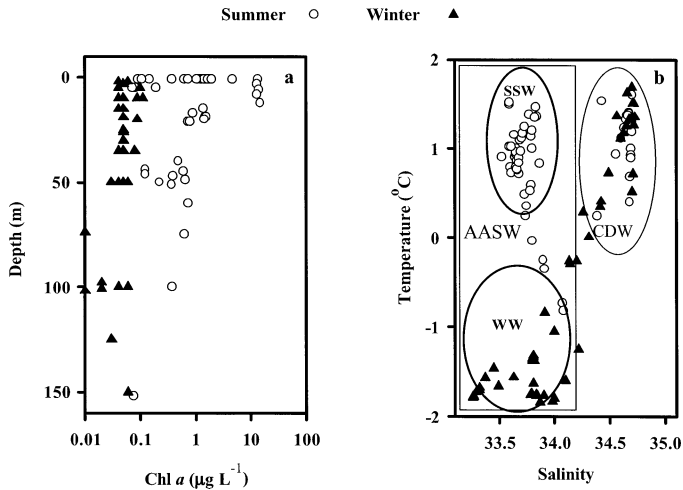 Summer ○ Winter ▲
a
0
50
100
150
Depth (m)
0.01 0.1 1 10 100
Chl a (µg L⁻¹)
b
2
1
0
-1
-2
Temperature (°C)
SSW
AASW
CDW
WW
33.5 34.0 34.5 35.0
Salinity